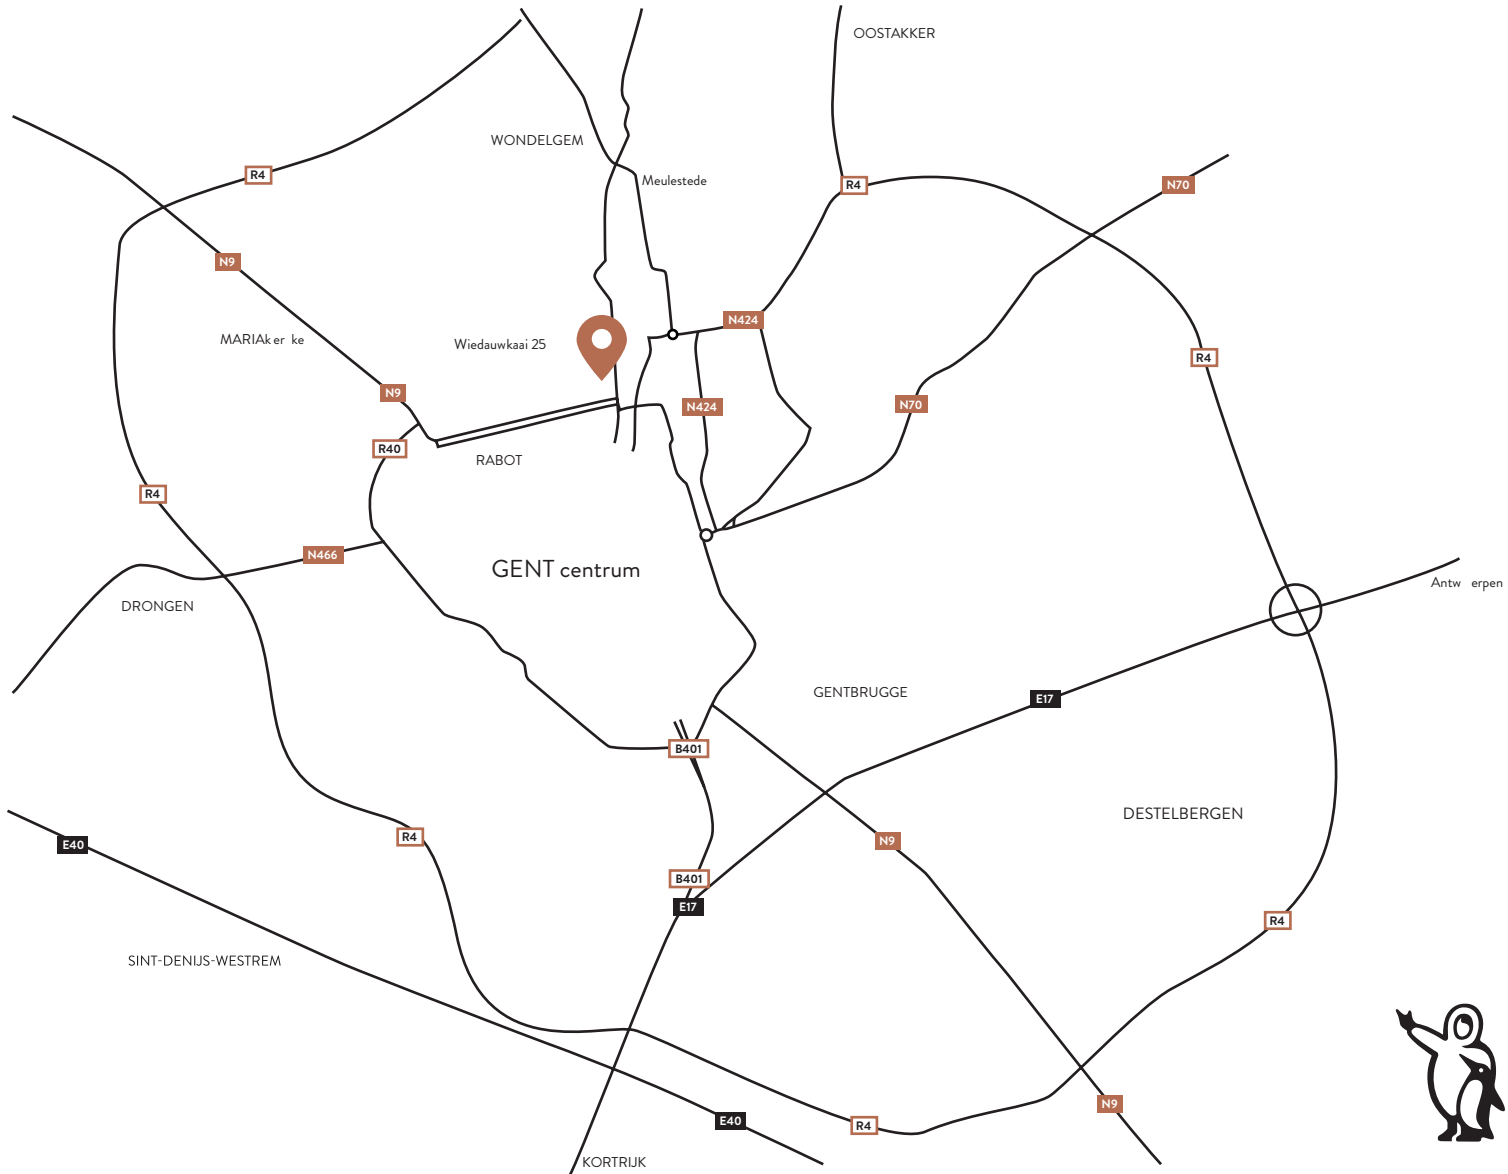 OOSTAKKER
WONDELGEM
R4
Meulestede
R4
N70
N9
N424
MARIAk er ke
Wiedauwkaai 25
R4
N9
N424
N70
R40
RABOT
R4
N466
GENT centrum
Antw erpen
DRONGEN
GENTBRUGGE
E17
B401
DESTELBERGEN
R4
N9
E40
B401
E17
R4
SINT-DENIJS-WESTREM
N9
E40
R4
KORTRIJK